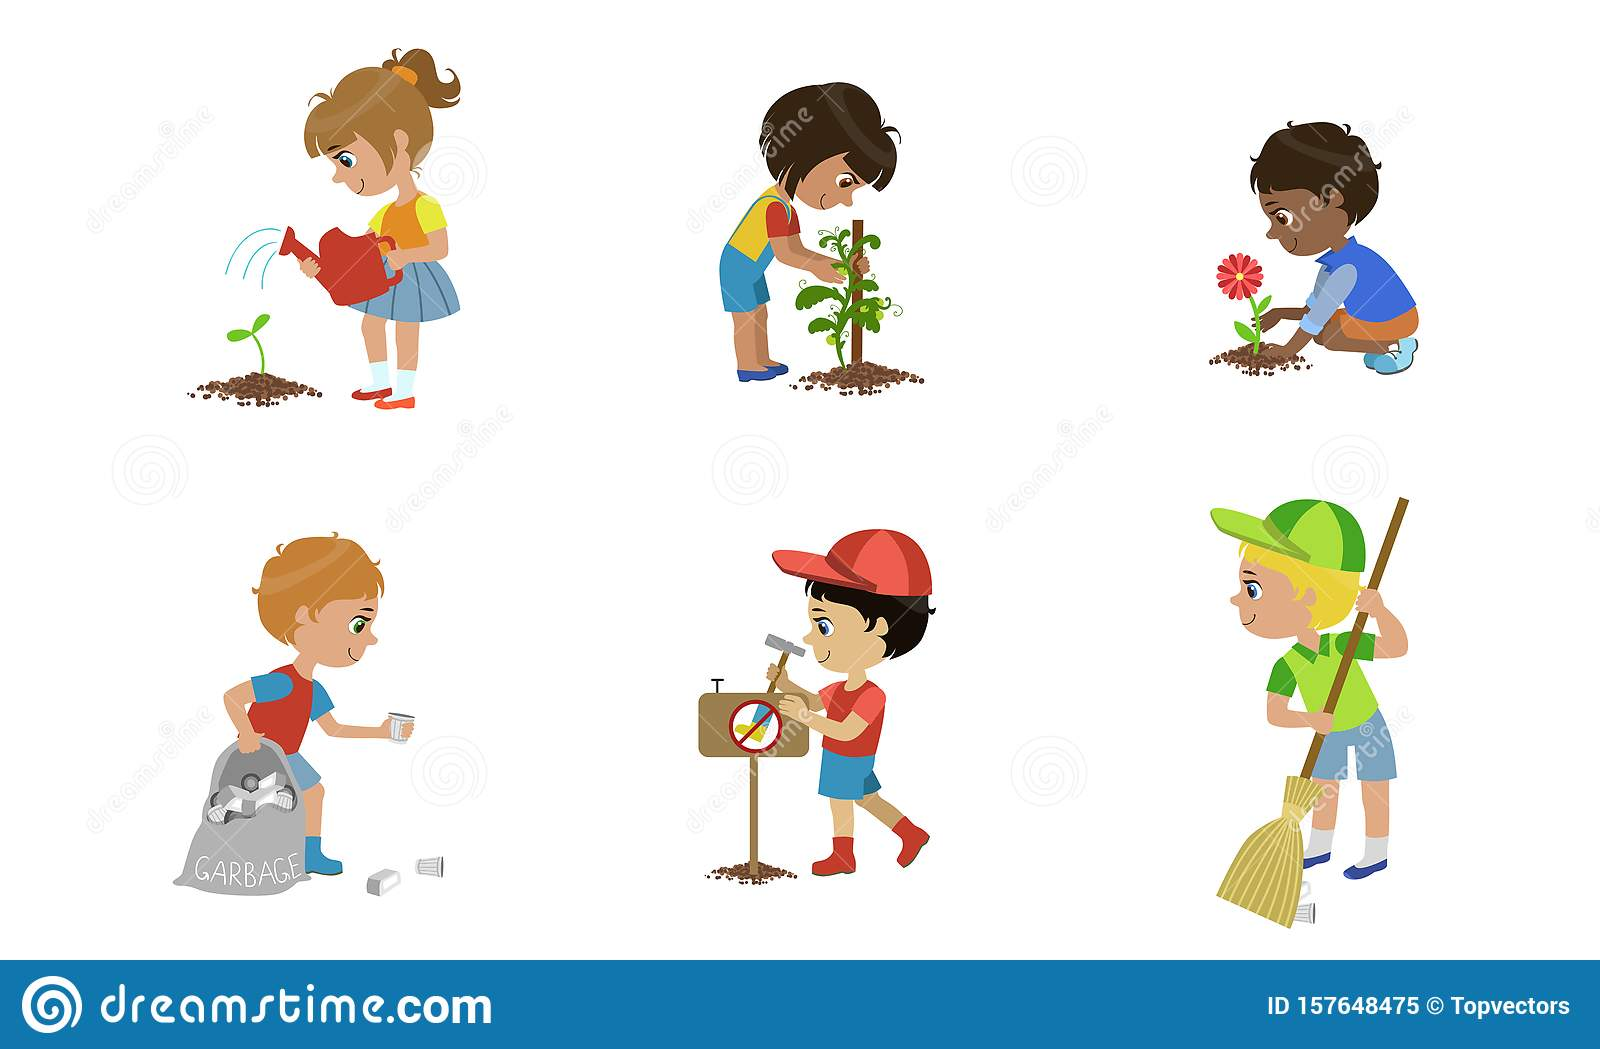 GARBAGE
dreamstime.com
ID 157648475 © Topvectors